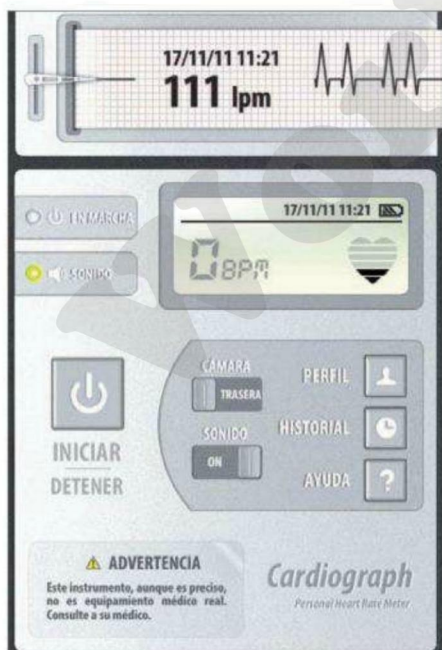 17/11/11 11:21
111 lpm
EN MARCHA
17/11/11 11:21
SONIDO
0 BPM
CÁMARA
TRASERA
PERFIL
SONIDO
HISTORIAL
ON
INICIAR
DETENER
AYUDA
?
ADVERTENCIA
Este instrumento, aunque es preciso,
no es equipamiento médico real.
Consulte a su médico.
Cardiograph
Personal Heart Rate Meter